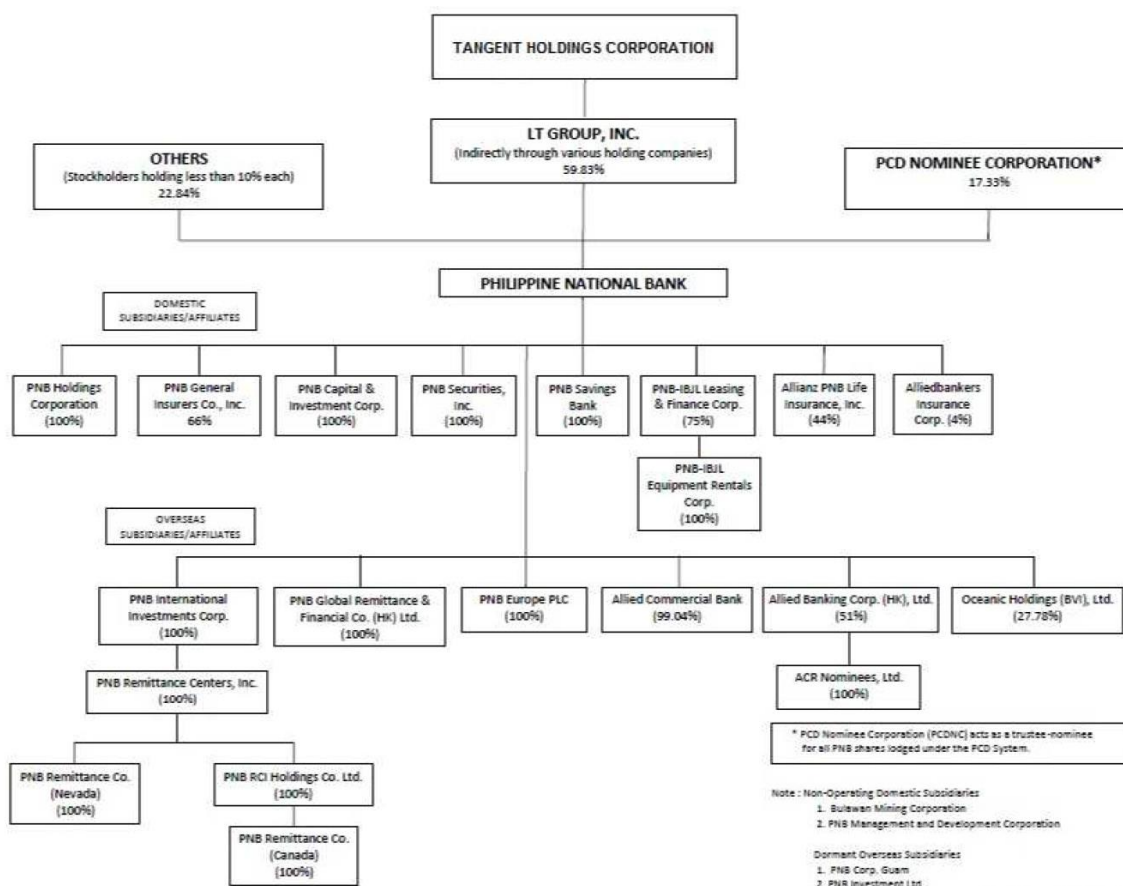 TANGENT HOLDINGS CORPORATION
LT GROUP, INC.
(Indirectly through various holding companies)
59.83%
OTHERS
(Stockholders holding less than 10% each)
22.84%
PCD NOMINEE CORPORATION*
17.33%
PHILIPPINE NATIONAL BANK
DOMESTIC
SUBSIDIARIES/AFFILIATES
PNB Holdings
Corporation
(100%)
PNB General
Insurers Co., Inc.
66%
PNB Capital &
Investment Corp.
(100%)
PNB Securities,
Inc.
(100%)
PNB Savings
Bank
(100%)
PNB-IBJL Leasing
& Finance Corp.
(75%)
Allianz PNB Life
Insurance, Inc.
(44%)
Alliedbankers
Insurance
Corp. (4%)
PNB-IBJL
Equipment Rentals
Corp.
(100%)
OVERSEAS
SUBSIDIARIES/AFFILIATES
PNB International
Investments Corp.
(100%)
PNB Global Remittance &
Financial Co. (HK) Ltd.
(100%)
PNB Europe PLC
(100%)
Allied Commercial Bank
(99.04%)
Allied Banking Corp. (HK), Ltd.
(51%)
Oceanic Holdings (BVI), Ltd.
(27.78%)
PNB Remittance Centers, Inc.
(100%)
ACR Nominees, Ltd.
(100%)
* PCD Nominee Corporation (PCDNC) acts as a trustee-nominee
for all PNB shares lodged under the PCD System.
PNB Remittance Co.
(Nevada)
(100%)
PNB RCI Holdings Co. Ltd.
(100%)
PNB Remittance Co.
(Canada)
(100%)
Note : Non-Operating Domestic Subsidiaries
1. Bulawan Mining Corporation
2. PNB Management and Development Corporation
Dormant Overseas Subsidiaries
1. PNB Corp. Guam
2. PNB Investment Ltd